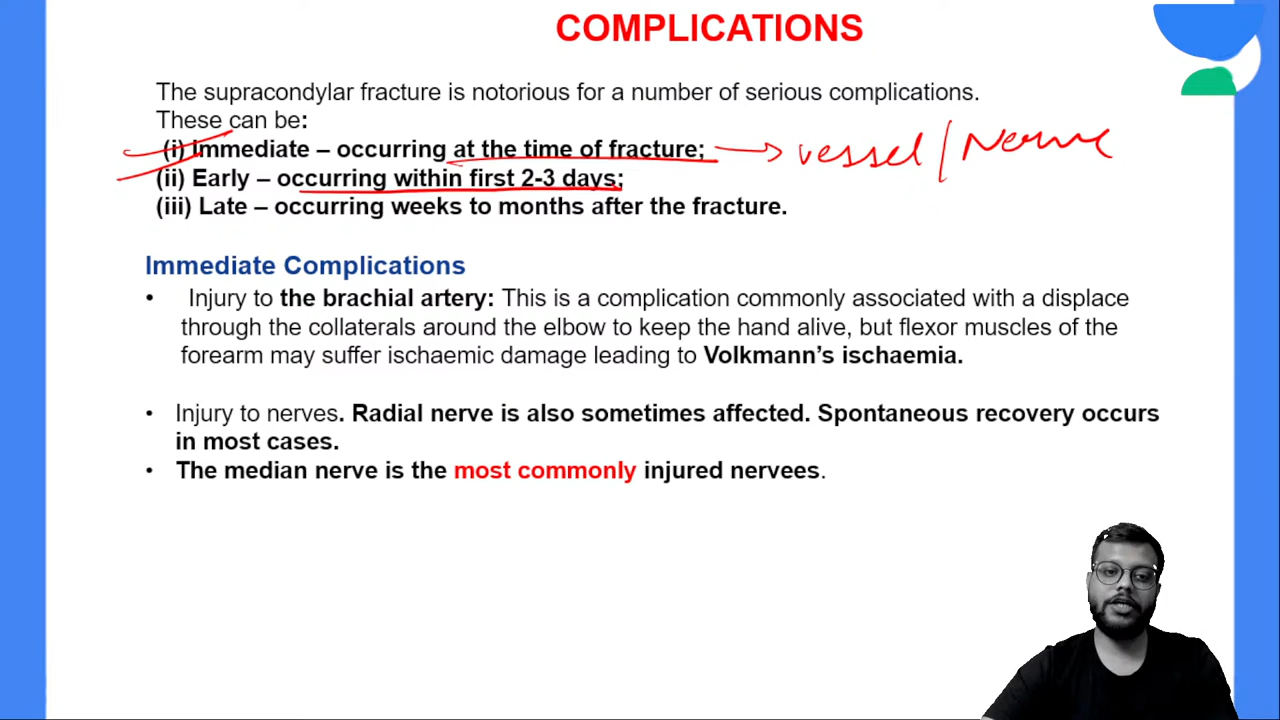 COMPLICATIONS
The supracondylar fracture is notorious for a number of serious complications.
These can be:
(i) Immediate – occurring at the time of fracture; → vessel / Nerve
(ii) Early – occurring within first 2-3 days;
(iii) Late – occurring weeks to months after the fracture.
Immediate Complications
• Injury to the brachial artery: This is a complication commonly associated with a displace
through the collaterals around the elbow to keep the hand alive, but flexor muscles of the
forearm may suffer ischaemic damage leading to Volkmann’s ischaemia.
• Injury to nerves. Radial nerve is also sometimes affected. Spontaneous recovery occurs
in most cases.
• The median nerve is the most commonly injured nervees.